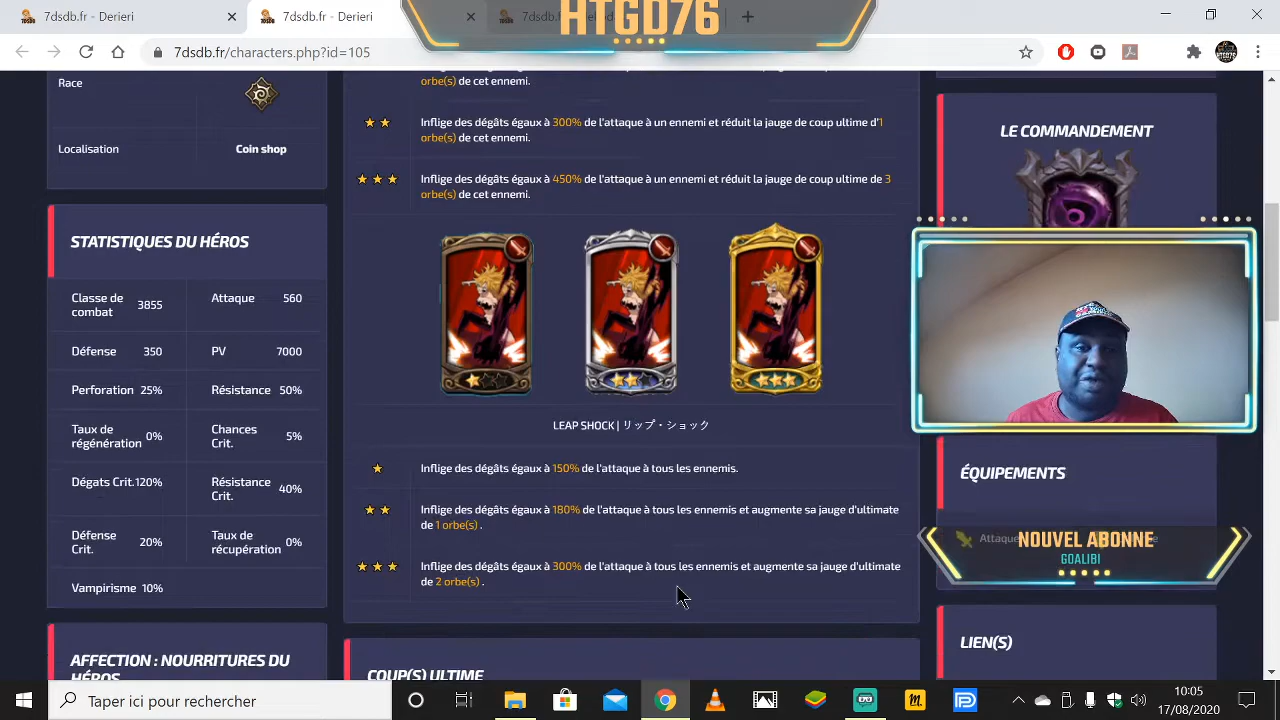 7dsdb.fr - Derieri
7dsdb.fr - Derieri
7dsdb.fr
HTGD76
7dsdb.fr/characters.php?id=105
Race
Localisation Coin shop
orbe(s) de cet ennemi.
Inflige des dégâts égaux à 300% de l'attaque à un ennemi et réduit la jauge de coup ultime d'1
orbe(s) de cet ennemi.
Inflige des dégâts égaux à 450% de l'attaque à un ennemi et réduit la jauge de coup ultime de 3
orbe(s) de cet ennemi.
LE COMMANDEMENT
STATISTIQUES DU HÉROS
Classe de combat 3855 Attaque 560
Défense 350 PV 7000
Perforation 25% Résistance 50%
Taux de régénération 0% Chances Crit. 5%
Dégats Crit. 120% Résistance Crit. 40%
Défense Crit. 20% Taux de récupération 0%
Vampirisme 10%
LEAP SHOCK | リップ・ショック
Inflige des dégâts égaux à 150% de l'attaque à tous les ennemis.
Inflige des dégâts égaux à 180% de l'attaque à tous les ennemis et augmente sa jauge d'ultimate
de 1 orbe(s) .
Inflige des dégâts égaux à 300% de l'attaque à tous les ennemis et augmente sa jauge d'ultimate
de 2 orbe(s) .
ÉQUIPEMENTS
Attaque
NOUVEL ABONNE
GOALIBI
LIEN(S)
AFFECTION : NOURRITURES DU
HÉROS
COUP(S) ULTIME
Taper ici pour rechercher
10:05
17/08/2020